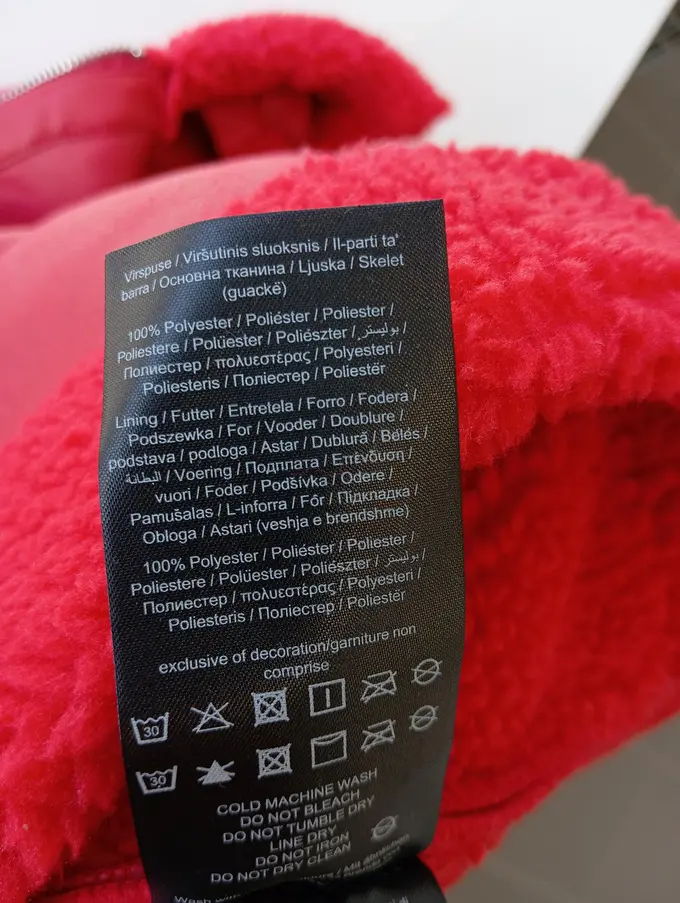 Virspuse / Viršutinis sluoksnis / Il-parti ta'
barra / Основна тканина / Ljuska / Skelet
(guackë)
100% Polyester / Poliéster / Poliester /
Poliestere / Polüester / Poliészter / بوليستر /
Полиестер / πολυεστέρας / Polyesteri /
Poliesteris / Поліестер / Poliestër
Lining / Futter / Entretela / Forro / Fodera /
Podszewka / For / Vooder / Doublure /
podstava / podloga / Astar / Dublură / Bélés /
البطانة / Voering / Подплата / Επένδυση /
vuori / Foder / Podšívka / Odere /
Pamušalas / L-inforra / Fôr / Підкладка /
Obloga / Astari (veshja e brendshme)
100% Polyester / Poliéster / Poliester /
Poliestere / Polüester / Poliészter / بوليستر /
Полиестер / πολυεστέρας / Polyesteri /
Poliesteris / Поліестер / Poliestër
exclusive of decoration/garniture non
comprise
30
30
COLD MACHINE WASH
DO NOT BLEACH
DO NOT TUMBLE DRY
LINE DRY
DO NOT IRON
DO NOT DRY CLEAN
/ Mit ähnlichen